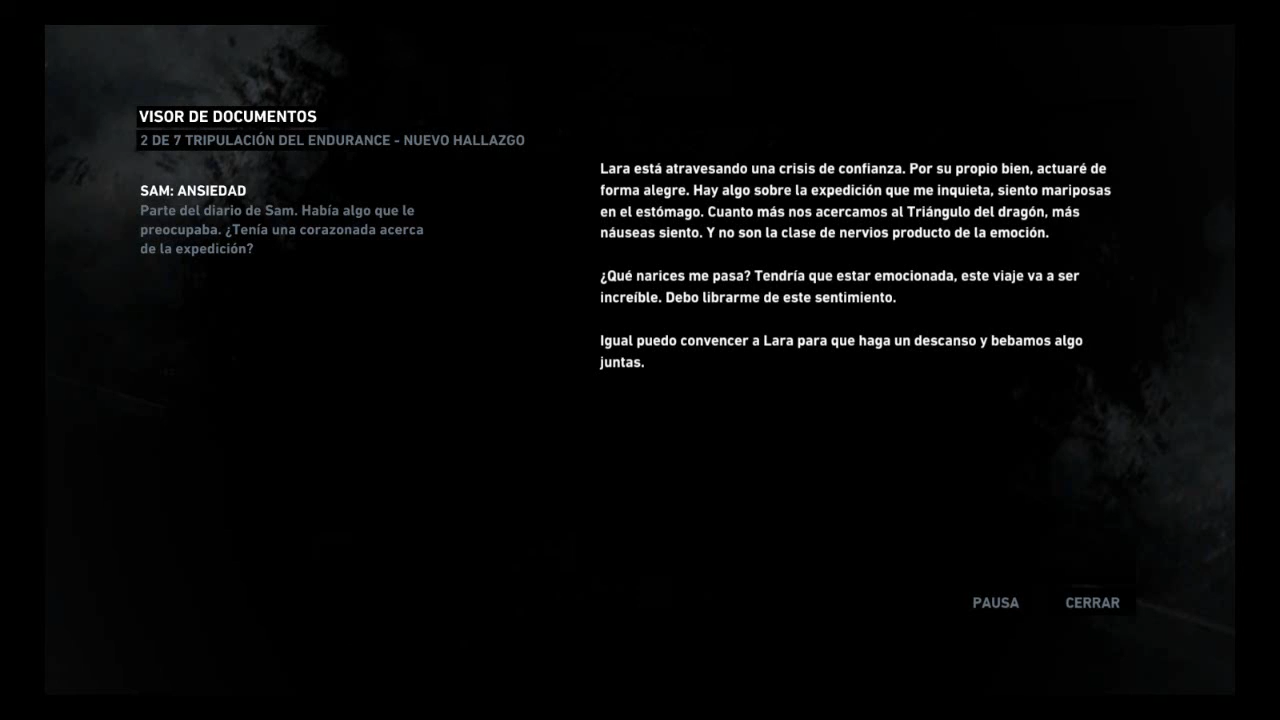 VISOR DE DOCUMENTOS
2 DE 7 TRIPULACIÓN DEL ENDURANCE - NUEVO HALLAZGO
SAM: ANSIEDAD
Parte del diario de Sam. Había algo que le
preocupaba. ¿Tenía una corazonada acerca
de la expedición?
Lara está atravesando una crisis de confianza. Por su propio bien, actuaré de
forma alegre. Hay algo sobre la expedición que me inquieta, siento mariposas
en el estómago. Cuanto más nos acercamos al Triángulo del dragón, más
náuseas siento. Y no son la clase de nervios producto de la emoción.
¿Qué narices me pasa? Tendría que estar emocionada, este viaje va a ser
increíble. Debo librarme de este sentimiento.
Igual puedo convencer a Lara para que haga un descanso y bebamos algo
juntas.
PAUSA
CERRAR